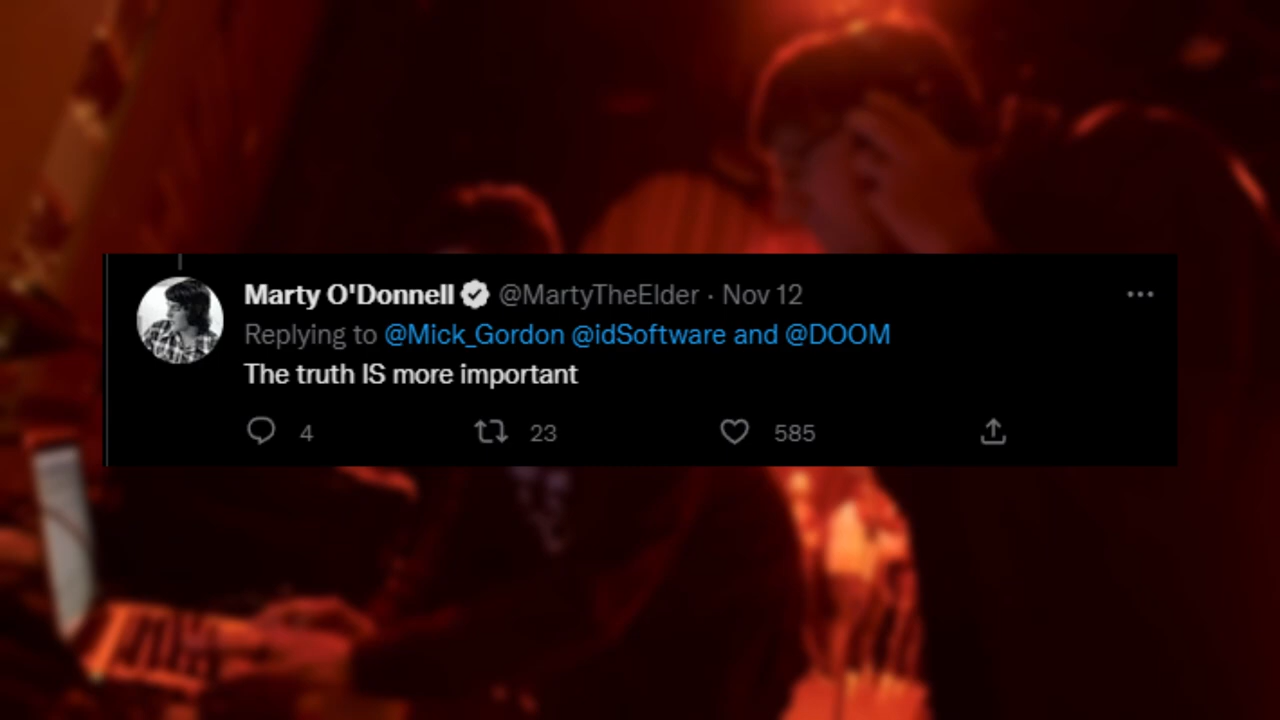 Marty O'Donnell @MartyTheElder · Nov 12
Replying to @Mick_Gordon @idSoftware and @DOOM
The truth IS more important
4 23 585